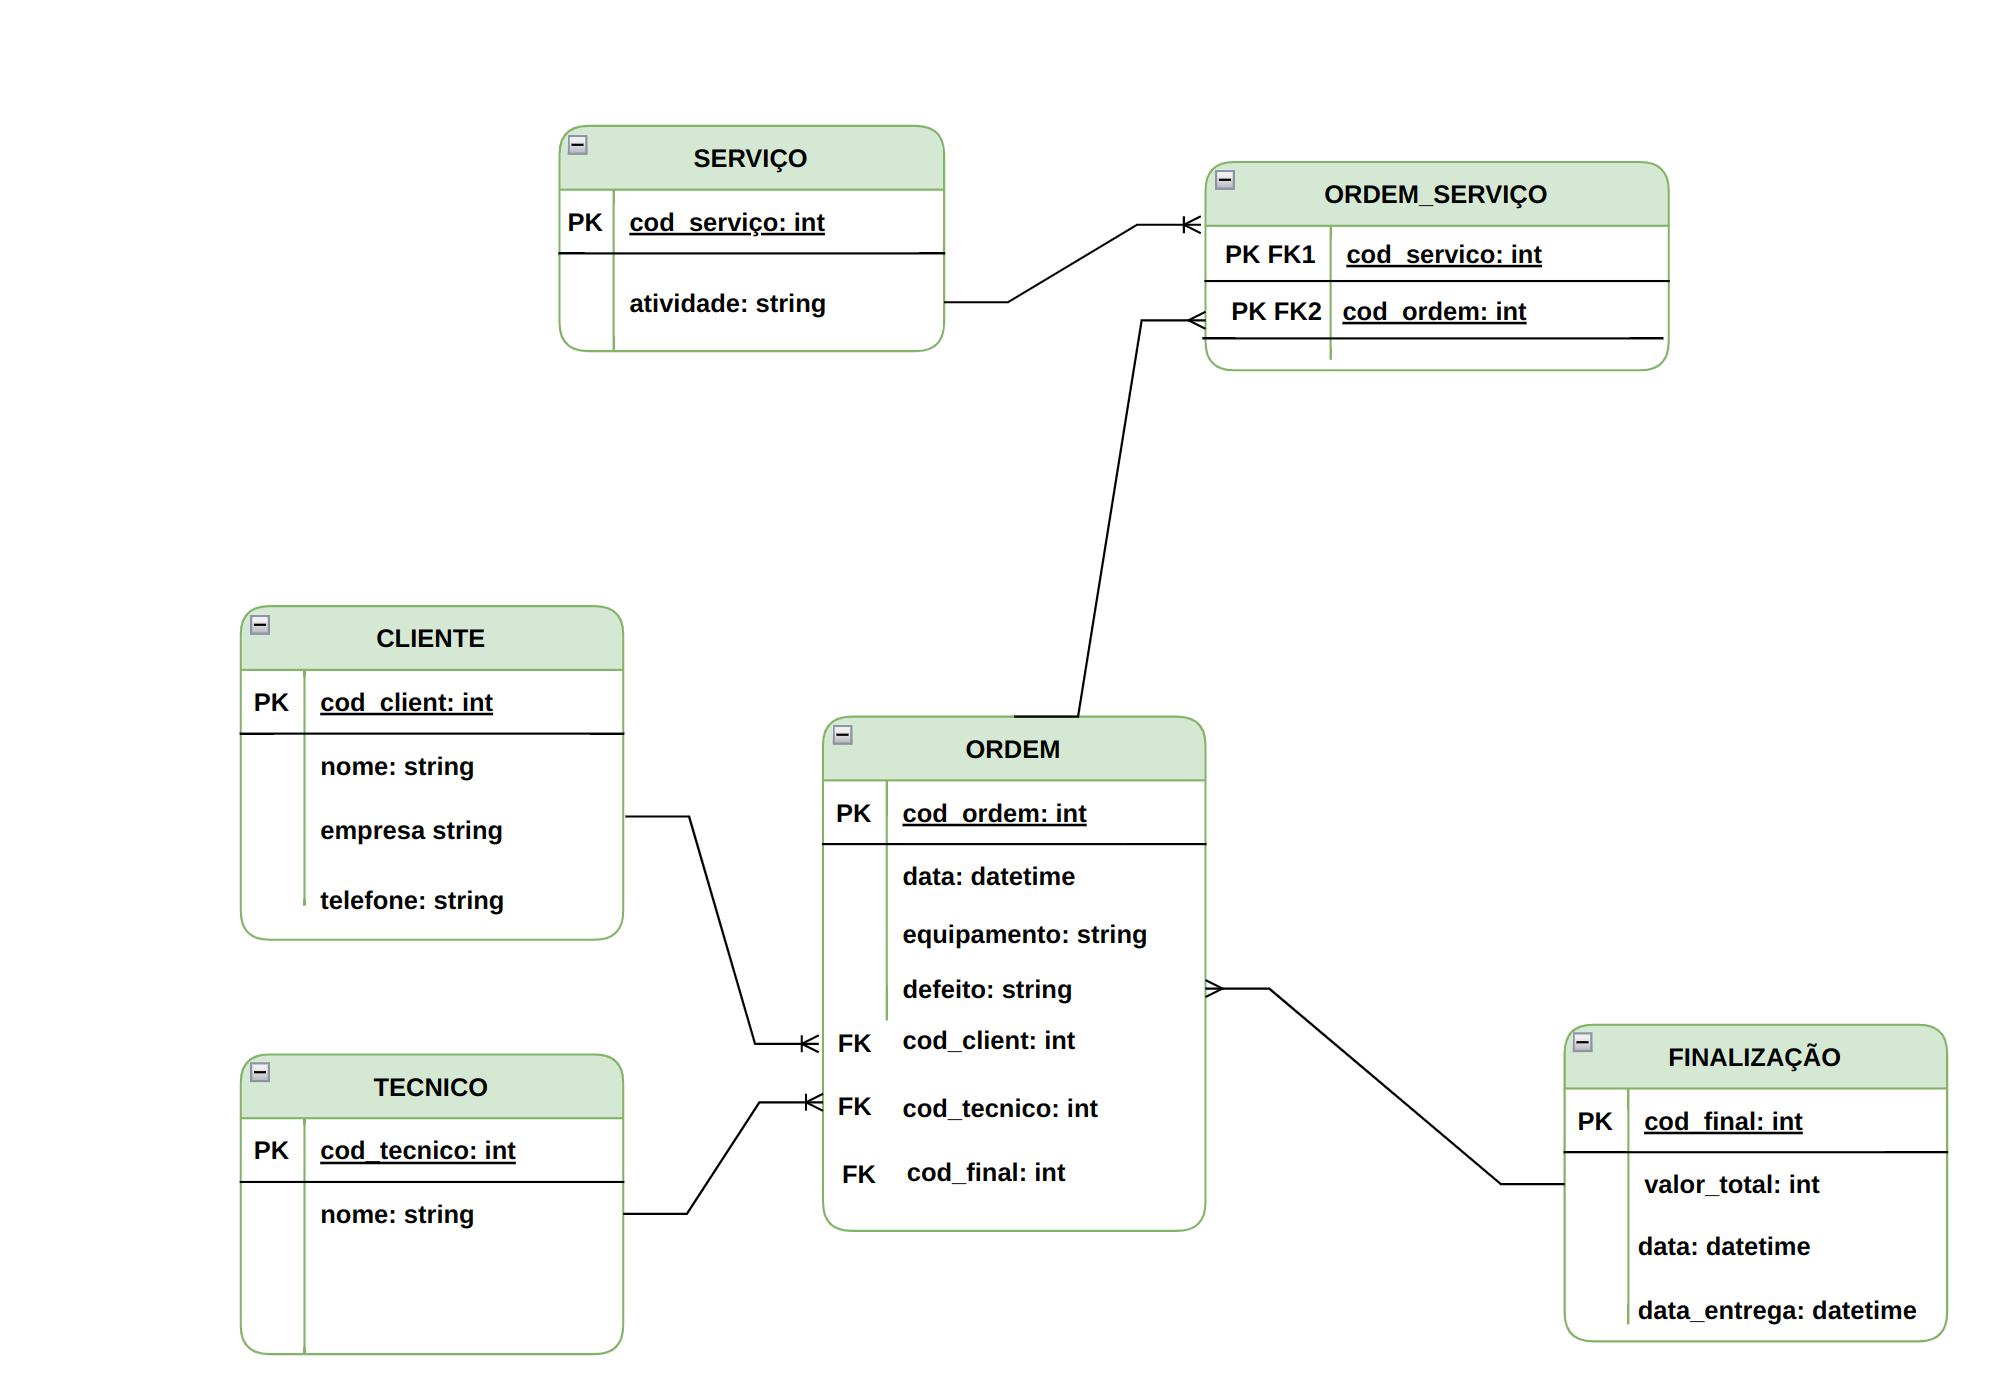 SERVIÇO
PK cod_serviço: int
atividade: string
ORDEM_SERVIÇO
PK FK1 cod_servico: int
PK FK2 cod_ordem: int
CLIENTE
PK cod_client: int
nome: string
empresa string
telefone: string
ORDEM
PK cod_ordem: int
data: datetime
equipamento: string
defeito: string
FK cod_client: int
FK cod_tecnico: int
FK cod_final: int
TECNICO
PK cod_tecnico: int
nome: string
FINALIZAÇÃO
PK cod_final: int
valor_total: int
data: datetime
data_entrega: datetime